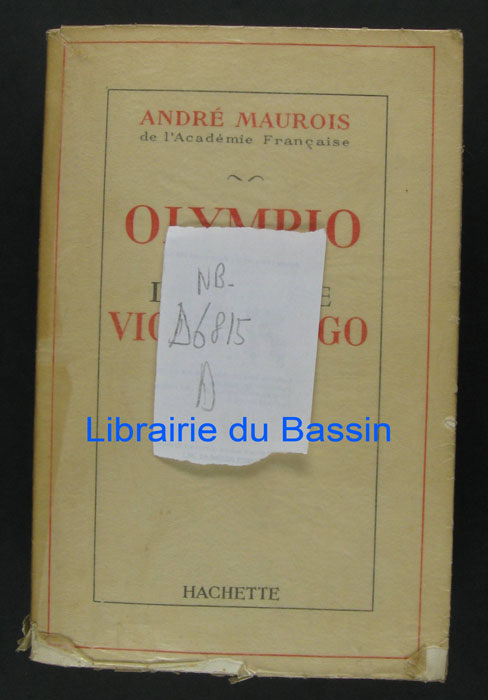 ANDRÉ MAUROIS
de l'Académie Française
OLYMPIO
NB-
D6815
D
Librairie du Bassin
HACHETTE